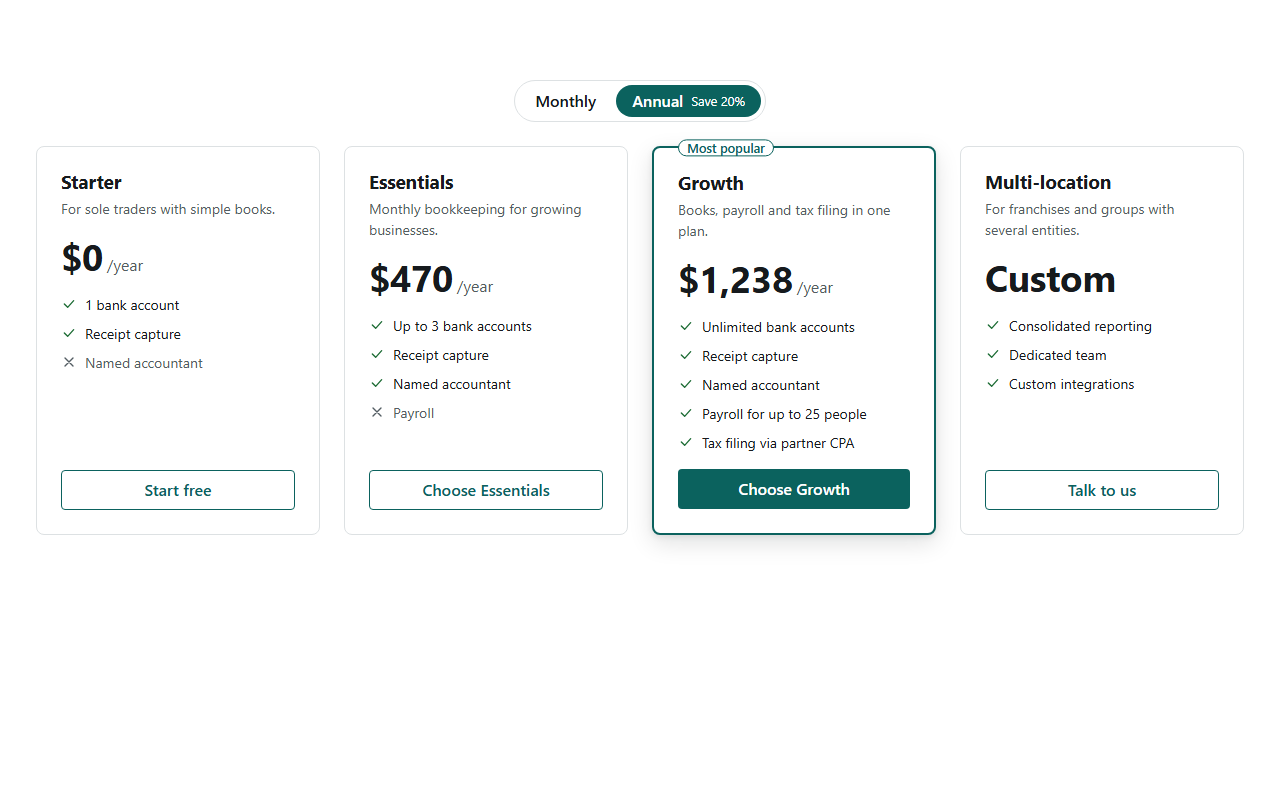 Monthly
Annual Save 20%
Starter
For sole traders with simple books.
$0 /year
1 bank account
Receipt capture
Named accountant
Start free
Essentials
Monthly bookkeeping for growing
businesses.
$470 /year
Up to 3 bank accounts
Receipt capture
Named accountant
Payroll
Choose Essentials
Most popular
Growth
Books, payroll and tax filing in one
plan.
$1,238 /year
Unlimited bank accounts
Receipt capture
Named accountant
Payroll for up to 25 people
Tax filing via partner CPA
Choose Growth
Multi-location
For franchises and groups with
several entities.
Custom
Consolidated reporting
Dedicated team
Custom integrations
Talk to us